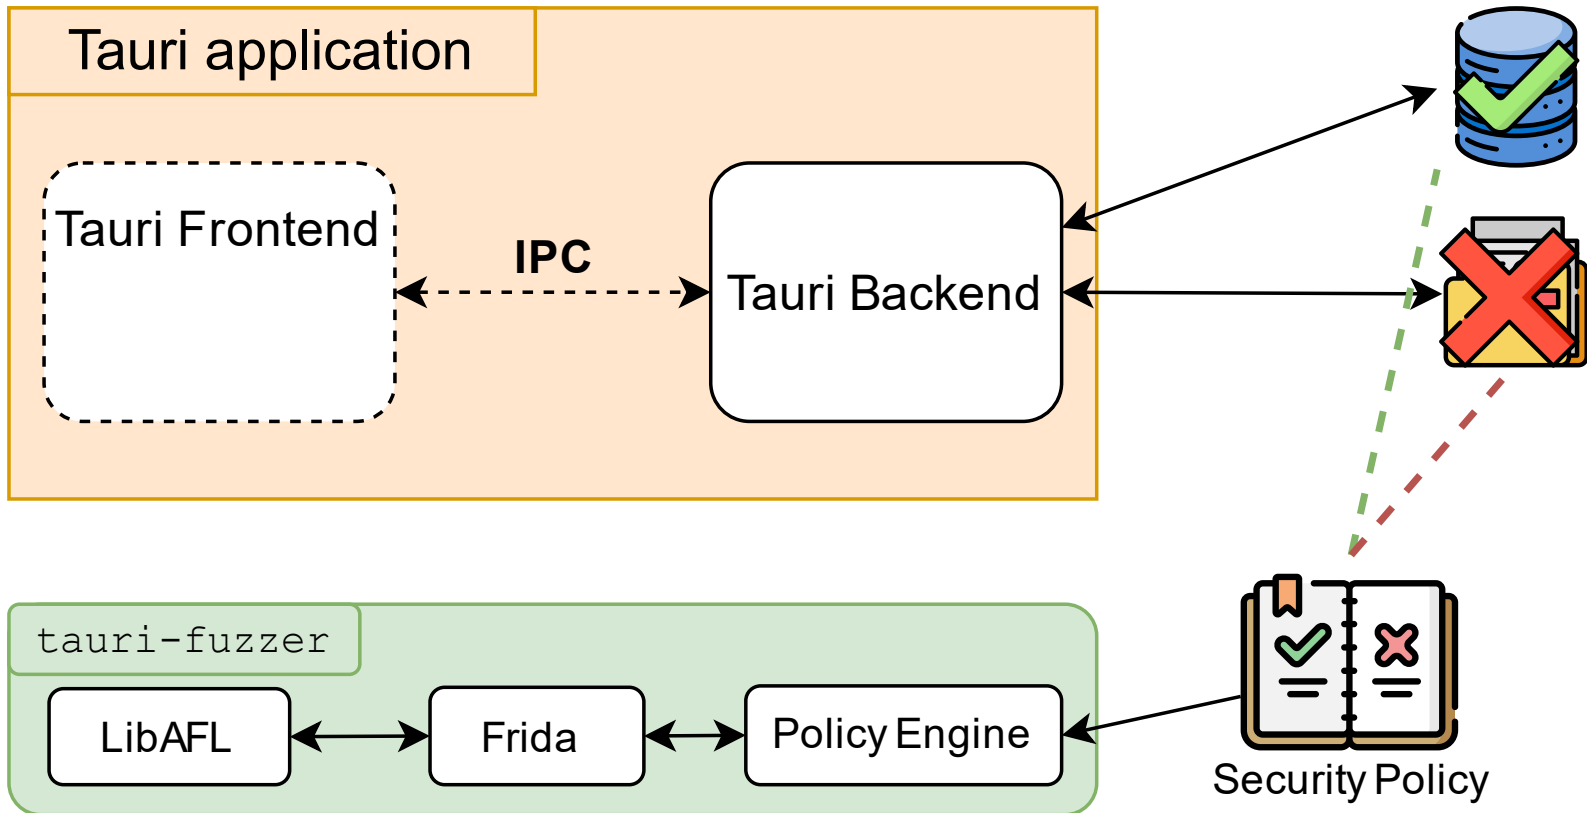 Tauri application
Tauri Frontend
IPC
Tauri Backend
tauri-fuzzer
LibAFL
Frida
Policy Engine
Security Policy